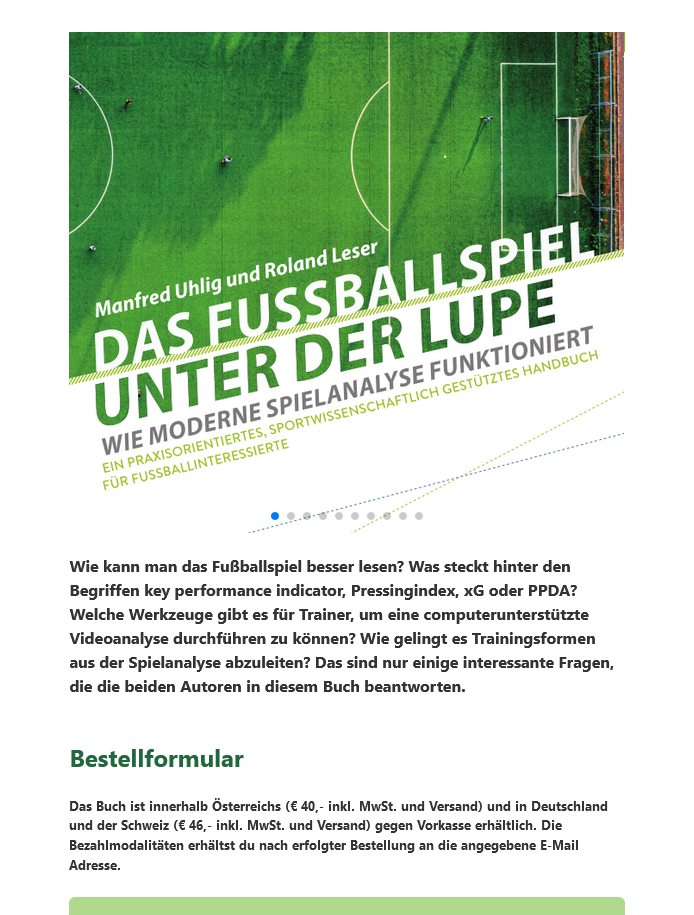 Manfred Uhlig und Roland Leser
DAS FUSSBALLSPIEL
UNTER DER LUPE
WIE MODERNE SPIELANALYSE FUNKTIONIERT
EIN PRAXISORIENTIERTES, SPORTWISSENSCHAFTLICH GESTÜTZTES HANDBUCH
FÜR FUSSBALLINTERESSIERTE
Wie kann man das Fußballspiel besser lesen? Was steckt hinter den
Begriffen key performance indicator, Pressingindex, xG oder PPDA?
Welche Werkzeuge gibt es für Trainer, um eine computerunterstützte
Videoanalyse durchführen zu können? Wie gelingt es Trainingsformen
aus der Spielanalyse abzuleiten? Das sind nur einige interessante Fragen,
die die beiden Autoren in diesem Buch beantworten.
Bestellformular
Das Buch ist innerhalb Österreichs (€ 40,- inkl. MwSt. und Versand) und in Deutschland
und der Schweiz (€ 46,- inkl. MwSt. und Versand) gegen Vorkasse erhältlich. Die
Bezahlmodalitäten erhältst du nach erfolgter Bestellung an die angegebene E-Mail
Adresse.